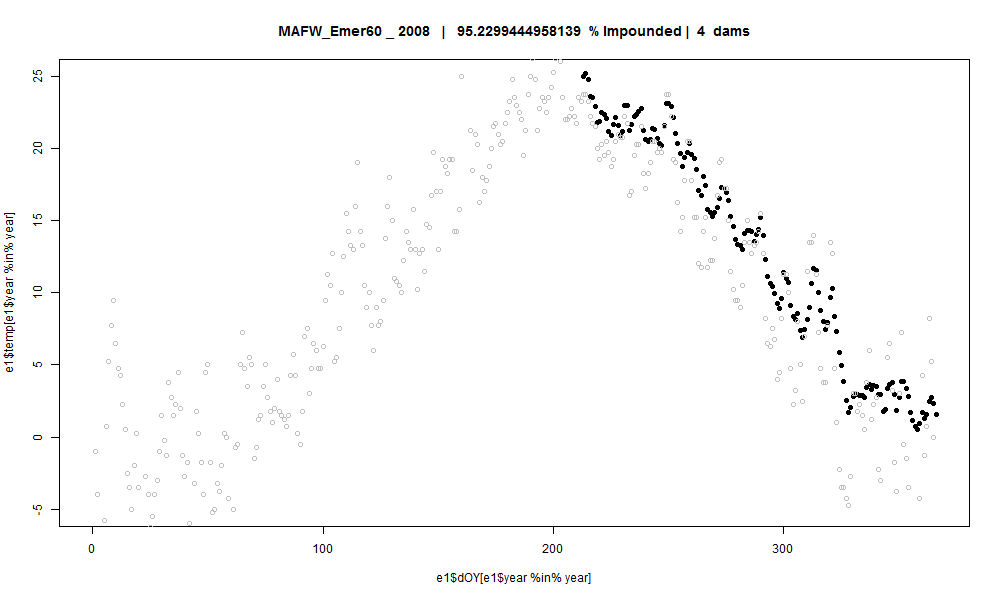 MAFW_Emer60 _ 2008 | 95.2299444958139 % Impounded | 4 dams
25
20
15
10
5
0
-5
e1$temp[e1$year %in% year]
0 100 200 300
e1$dOY[e1$year %in% year]